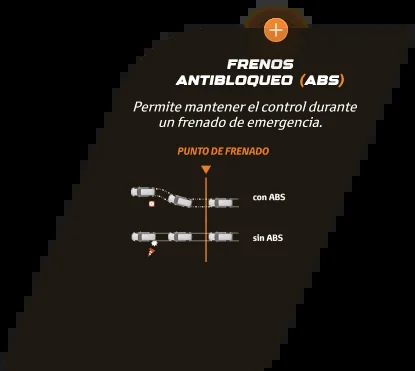 FRENOS
ANTIBLOQUEO (ABS)
Permite mantener el control durante
un frenado de emergencia.
PUNTO DE FRENADO
con ABS
sin ABS